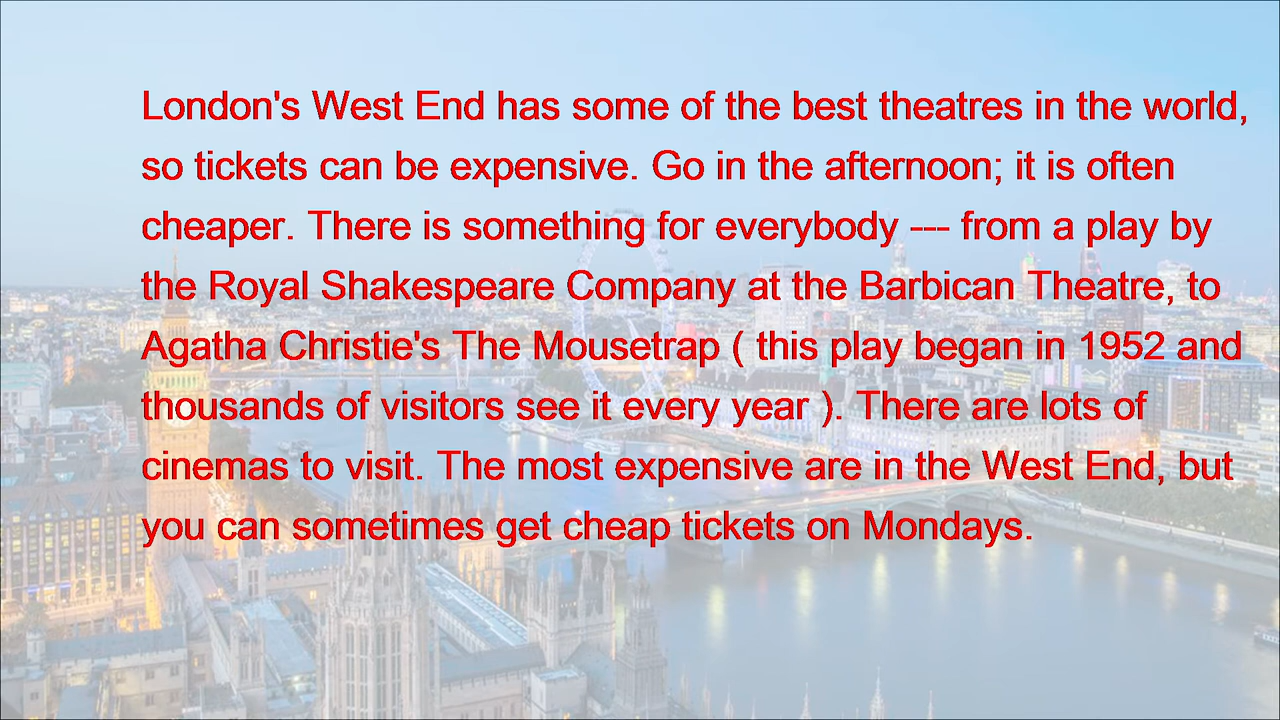 London's West End has some of the best theatres in the world,
so tickets can be expensive. Go in the afternoon; it is often
cheaper. There is something for everybody --- from a play by
the Royal Shakespeare Company at the Barbican Theatre, to
Agatha Christie's The Mousetrap ( this play began in 1952 and
thousands of visitors see it every year ). There are lots of
cinemas to visit. The most expensive are in the West End, but
you can sometimes get cheap tickets on Mondays.